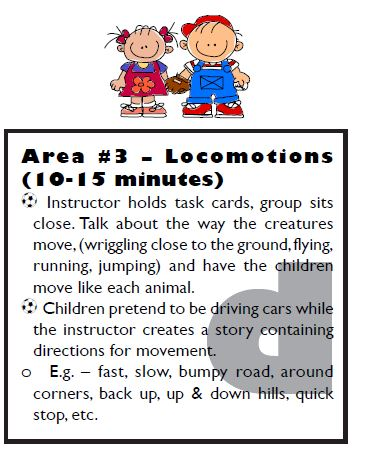 Area #3 – Locomotions
(10-15 minutes)
Instructor holds task cards, group sits
close. Talk about the way the creatures
move, (wriggling close to the ground, flying,
running, jumping) and have the children
move like each animal.
Children pretend to be driving cars while
the instructor creates a story containing
directions for movement.
o E.g. – fast, slow, bumpy road, around
corners, back up, up & down hills, quick
stop, etc.
d